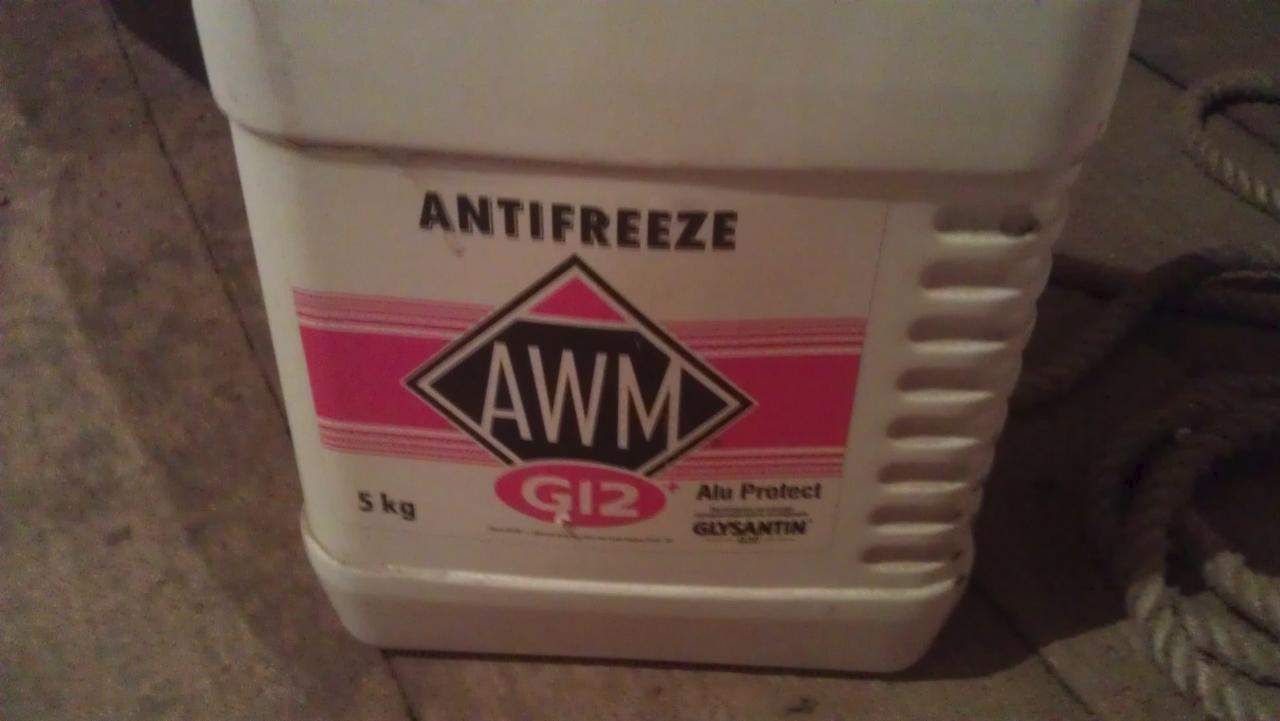 ANTIFREEZE
AWM
G12+
5 kg
Alu Protect
GLYSANTIN